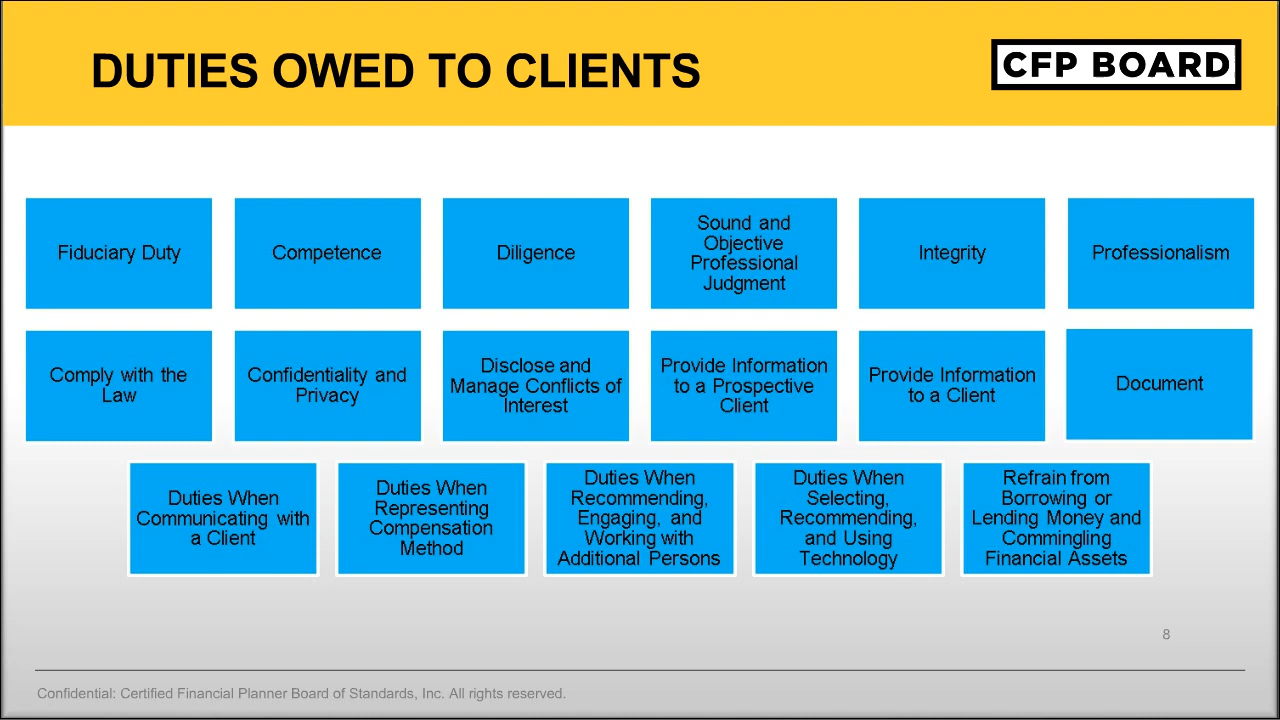 DUTIES OWED TO CLIENTS
CFP BOARD
Fiduciary Duty
Competence
Diligence
Sound and
Objective
Professional
Judgment
Integrity
Professionalism
Comply with the
Law
Confidentiality and
Privacy
Disclose and
Manage Conflicts of
Interest
Provide Information
to a Prospective
Client
Provide Information
to a Client
Document
Duties When
Communicating with
a Client
Duties When
Representing
Compensation
Method
Duties When
Recommending,
Engaging, and
Working with
Additional Persons
Duties When
Selecting,
Recommending,
and Using
Technology
Refrain from
Borrowing or
Lending Money and
Commingling
Financial Assets
8
Confidential: Certified Financial Planner Board of Standards, Inc. All rights reserved.